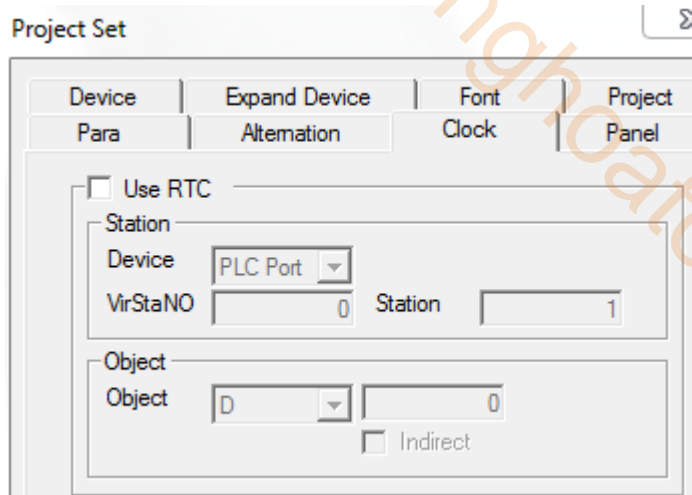 Project Set
Device Expand Device Font Project
Para Alternation Clock Panel
Use RTC
Station
Device PLC Port
VirStaNO 0 Station 1
Object
Object D 0
Indirect